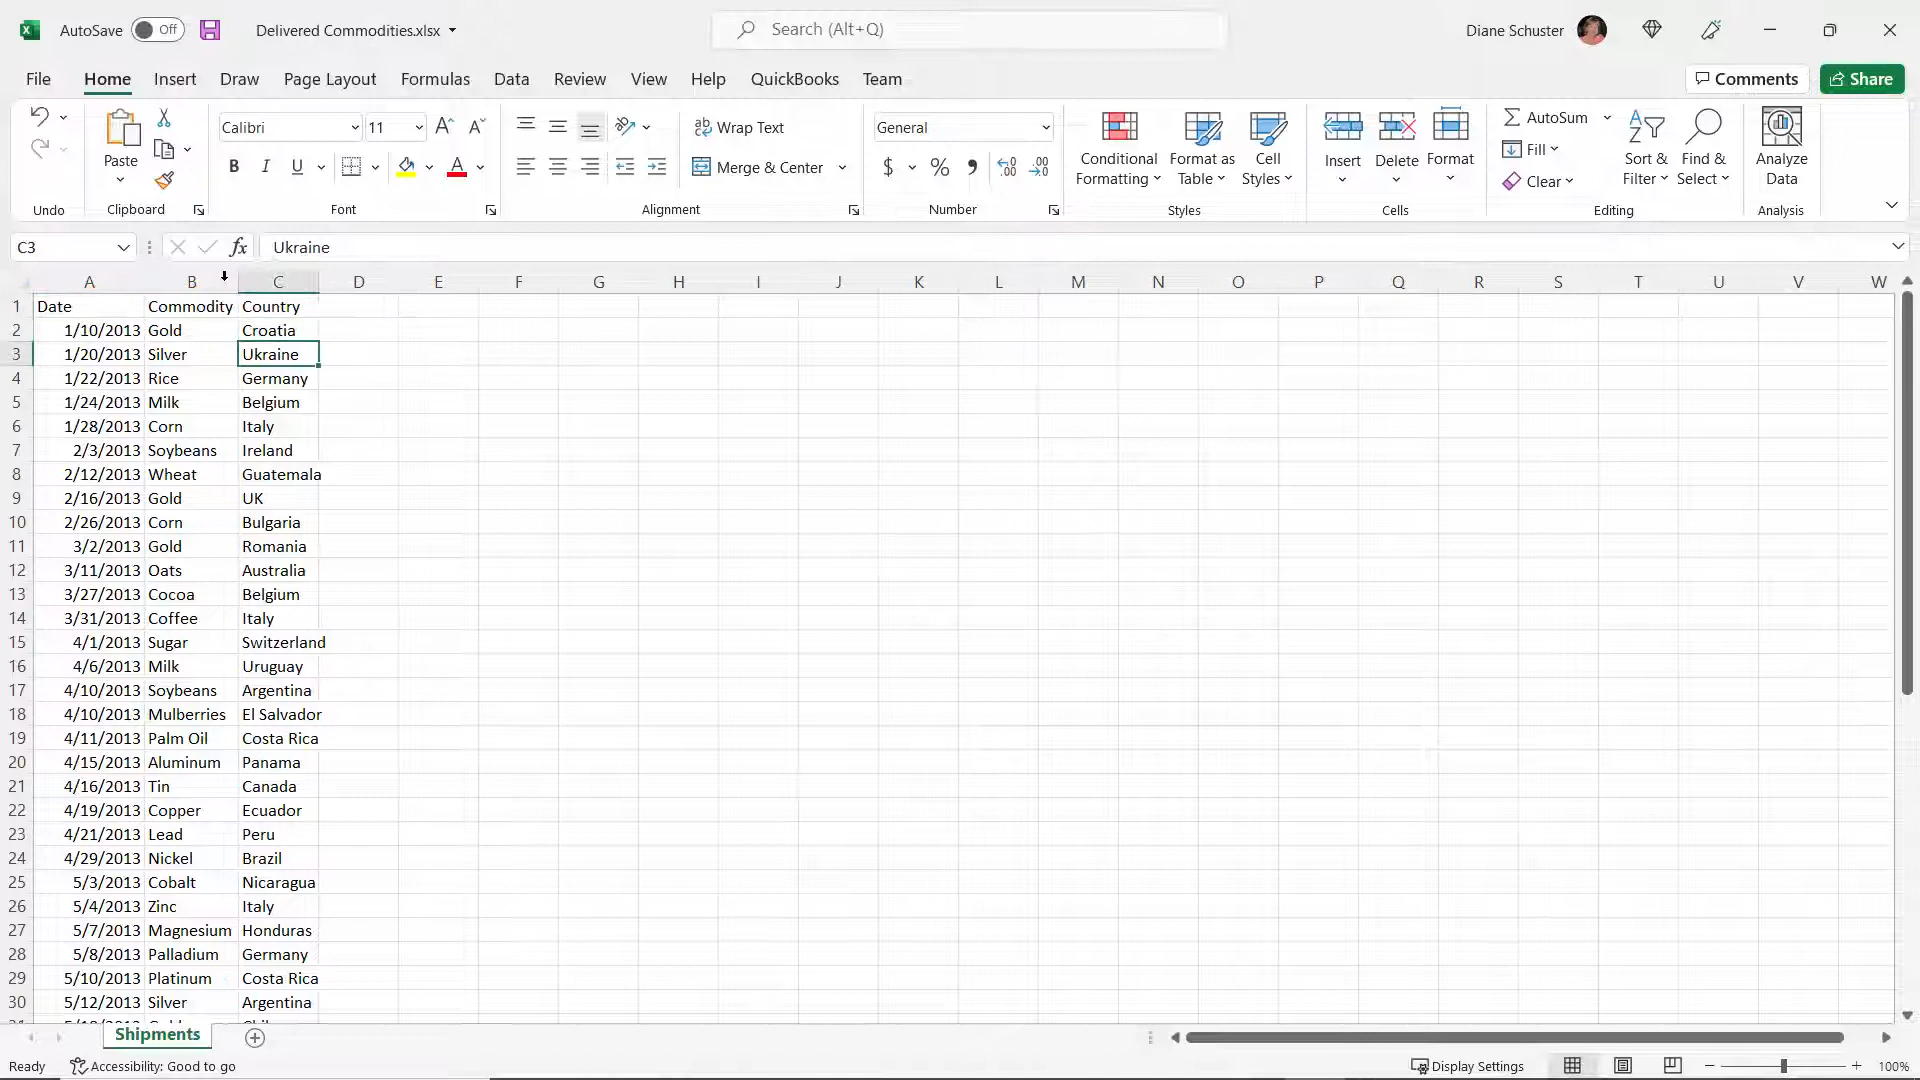 AutoSave Off Delivered Commodities.xlsx Search (Alt+Q) Diane Schuster
File Home Insert Draw Page Layout Formulas Data Review View Help QuickBooks Team Comments Share
Calibri 11 Wrap Text General AutoSum
Paste B I U Merge & Center $ % Conditional Formatting Format as Table Cell Styles Insert Delete Format Fill Clear Sort & Filter Find & Select Analyze Data
Undo Clipboard Font Alignment Number Styles Cells Editing Analysis
C3 fx Ukraine
A B C D E F G H I J K L M N O P Q R S T U V W
1 Date Commodity Country
2 1/10/2013 Gold Croatia
3 1/20/2013 Silver Ukraine
4 1/22/2013 Rice Germany
5 1/24/2013 Milk Belgium
6 1/28/2013 Corn Italy
7 2/3/2013 Soybeans Ireland
8 2/12/2013 Wheat Guatemala
9 2/16/2013 Gold UK
10 2/26/2013 Corn Bulgaria
11 3/2/2013 Gold Romania
12 3/11/2013 Oats Australia
13 3/27/2013 Cocoa Belgium
14 3/31/2013 Coffee Italy
15 4/1/2013 Sugar Switzerland
16 4/6/2013 Milk Uruguay
17 4/10/2013 Soybeans Argentina
18 4/10/2013 Mulberries El Salvador
19 4/11/2013 Palm Oil Costa Rica
20 4/15/2013 Aluminum Panama
21 4/16/2013 Tin Canada
22 4/19/2013 Copper Ecuador
23 4/21/2013 Lead Peru
24 4/29/2013 Nickel Brazil
25 5/3/2013 Cobalt Nicaragua
26 5/4/2013 Zinc Italy
27 5/7/2013 Magnesium Honduras
28 5/8/2013 Palladium Germany
29 5/10/2013 Platinum Costa Rica
30 5/12/2013 Silver Argentina
Shipments
Ready Accessibility: Good to go Display Settings 100%